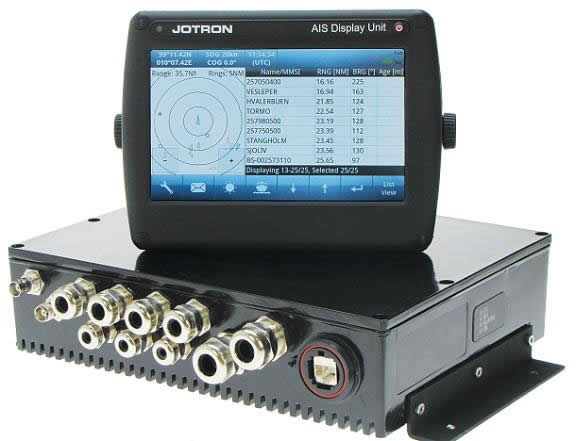 JOTRON
AIS Display Unit
59°11.42N SOG 20kn 11:34:34
010°07.42E COG 0.0° (UTC)
Range: 35.7NM Rings: 5NM
Name/MMSI RNG [NM] BRG [°] Age [m]
257050400 16.16 225
VESLEPER 16.94 163
HVALERBUEN 21.85 124
TORMO 22.54 127
257980500 23.19 128
257750500 23.39 112
STANGHOLM 23.45 128
SJOLIV 23.56 130
BS-002573110 25.65 97
Displaying 13-25/25, Selected 25/25
List
view